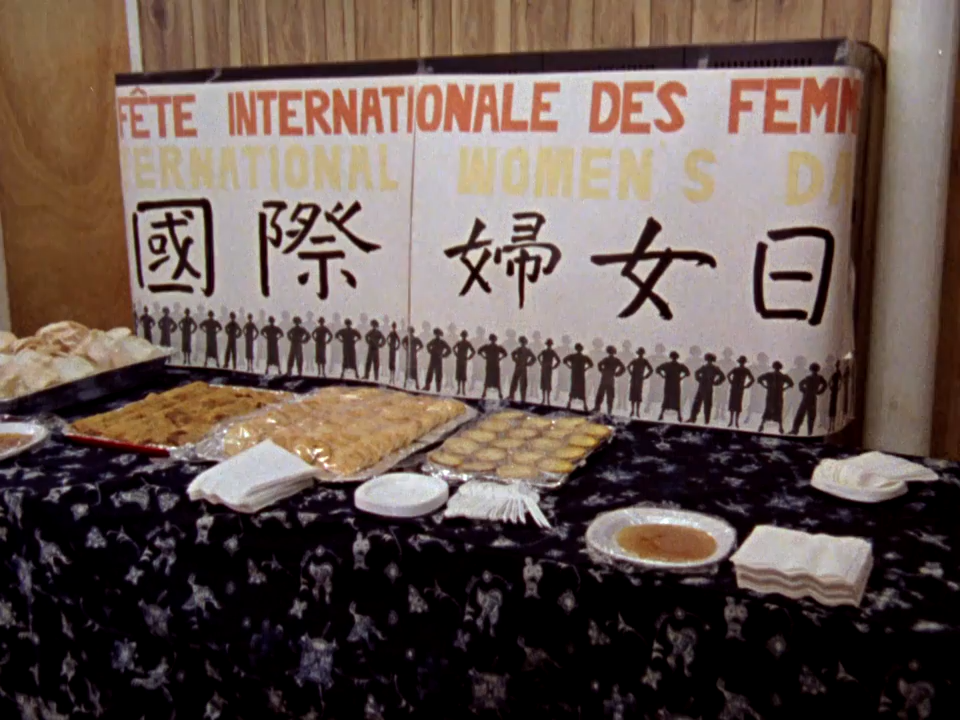 FÊTE INTERNATIONALE DES FEMM
ERNATIONAL WOMEN'S DA
國際婦女日